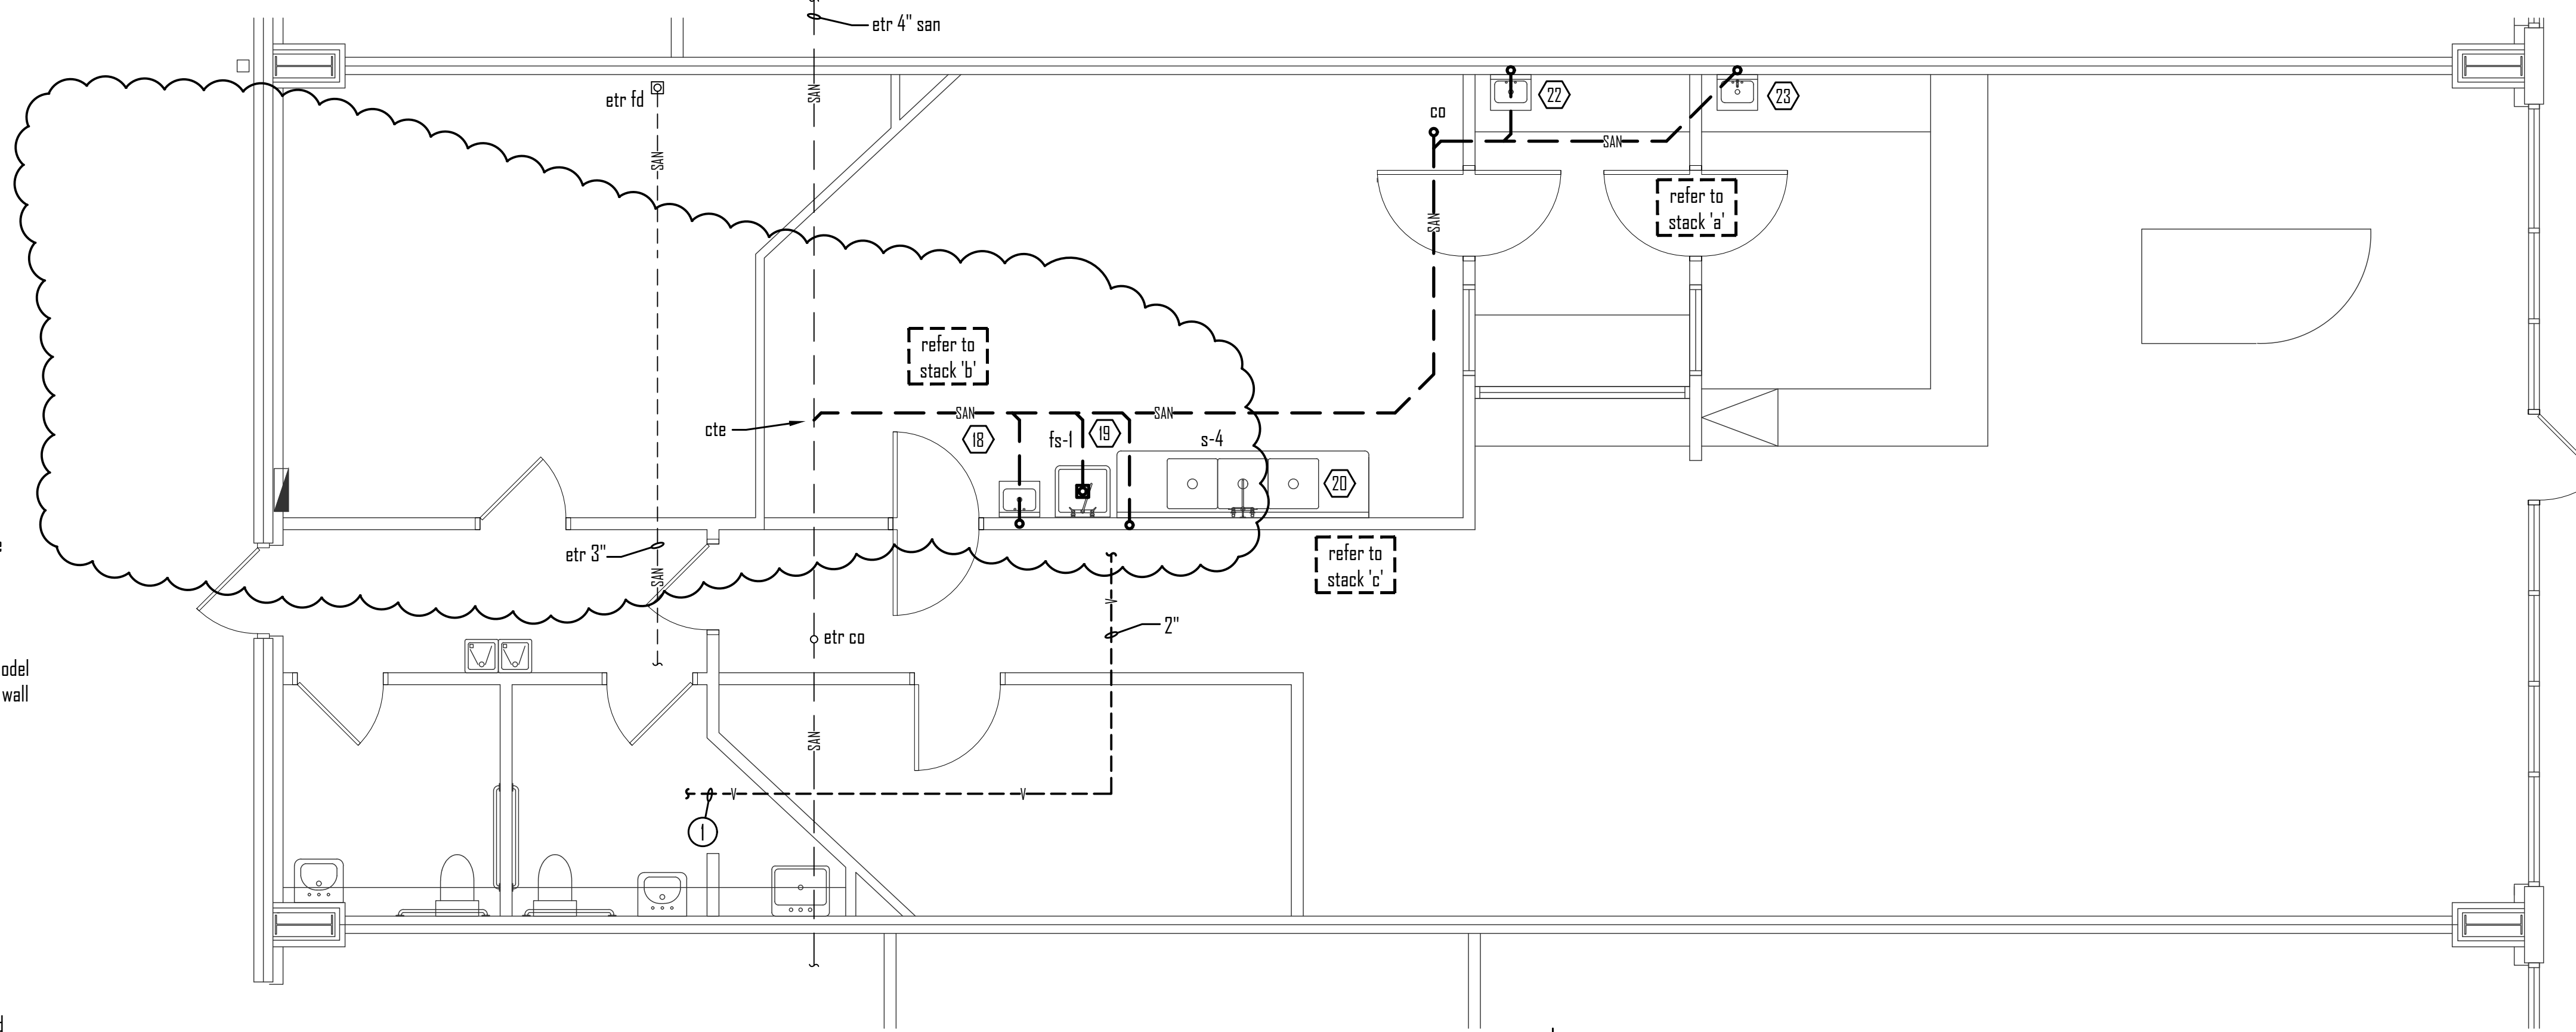 etr 4" san
SAN
etr fd
SAN
22
23
co
SAN
SAN
refer to
stack 'a'
refer to
stack 'b'
SAN
SAN
cte
18
fs-1
19
s-4
20
etr 3"
SAN
refer to
stack 'c'
V
2"
etr co
odel
wall
SAN
V
V
1